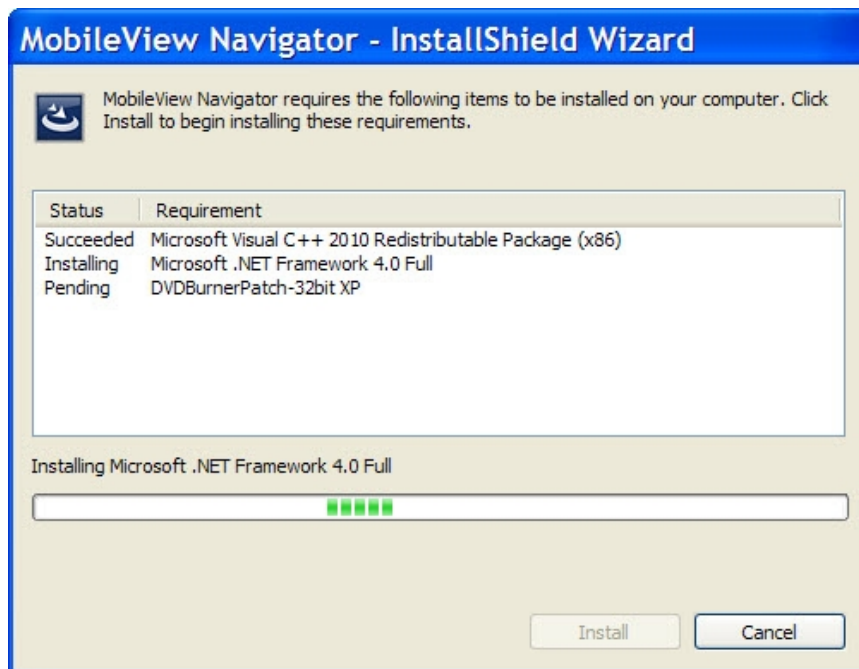 MobileView Navigator - InstallShield Wizard
MobileView Navigator requires the following items to be installed on your computer. Click
Install to begin installing these requirements.
Status Requirement
Succeeded Microsoft Visual C++ 2010 Redistributable Package (x86)
Installing Microsoft .NET Framework 4.0 Full
Pending DVDBurnerPatch-32bit XP
Installing Microsoft .NET Framework 4.0 Full
Install Cancel